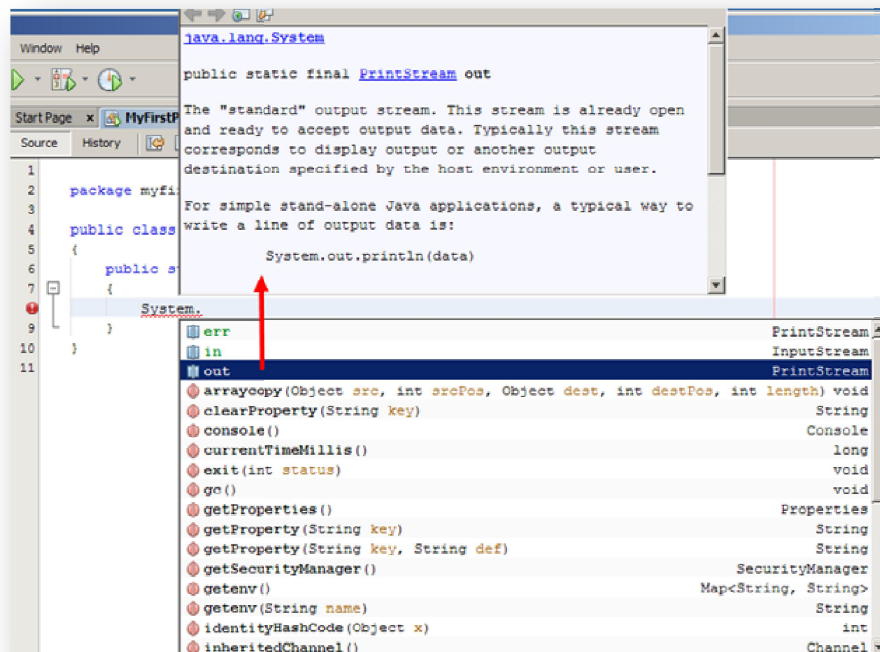 java.lang.System
public static final PrintStream out
The "standard" output stream. This stream is already open
and ready to accept output data. Typically this stream
corresponds to display output or another output
destination specified by the host environment or user.
For simple stand-alone Java applications, a typical way to
write a line of output data is:
System.out.println(data)
Window Help
Start Page x MyFirstP
Source History
1
2 package myfi
3
4 public class
5 {
6 public s
7 {
System.
9 }
10 }
11
err PrintStream
in InputStream
out PrintStream
arraycopy(Object src, int srcPos, Object dest, int destPos, int length) void
clearProperty(String key) String
console() Console
currentTimeMillis() long
exit(int status) void
gc() void
getProperties() Properties
getProperty(String key) String
getProperty(String key, String def) String
getSecurityManager() SecurityManager
getenv() Map<String, String>
getenv(String name) String
identityHashCode(Object x) int
inheritedChannel() Channel